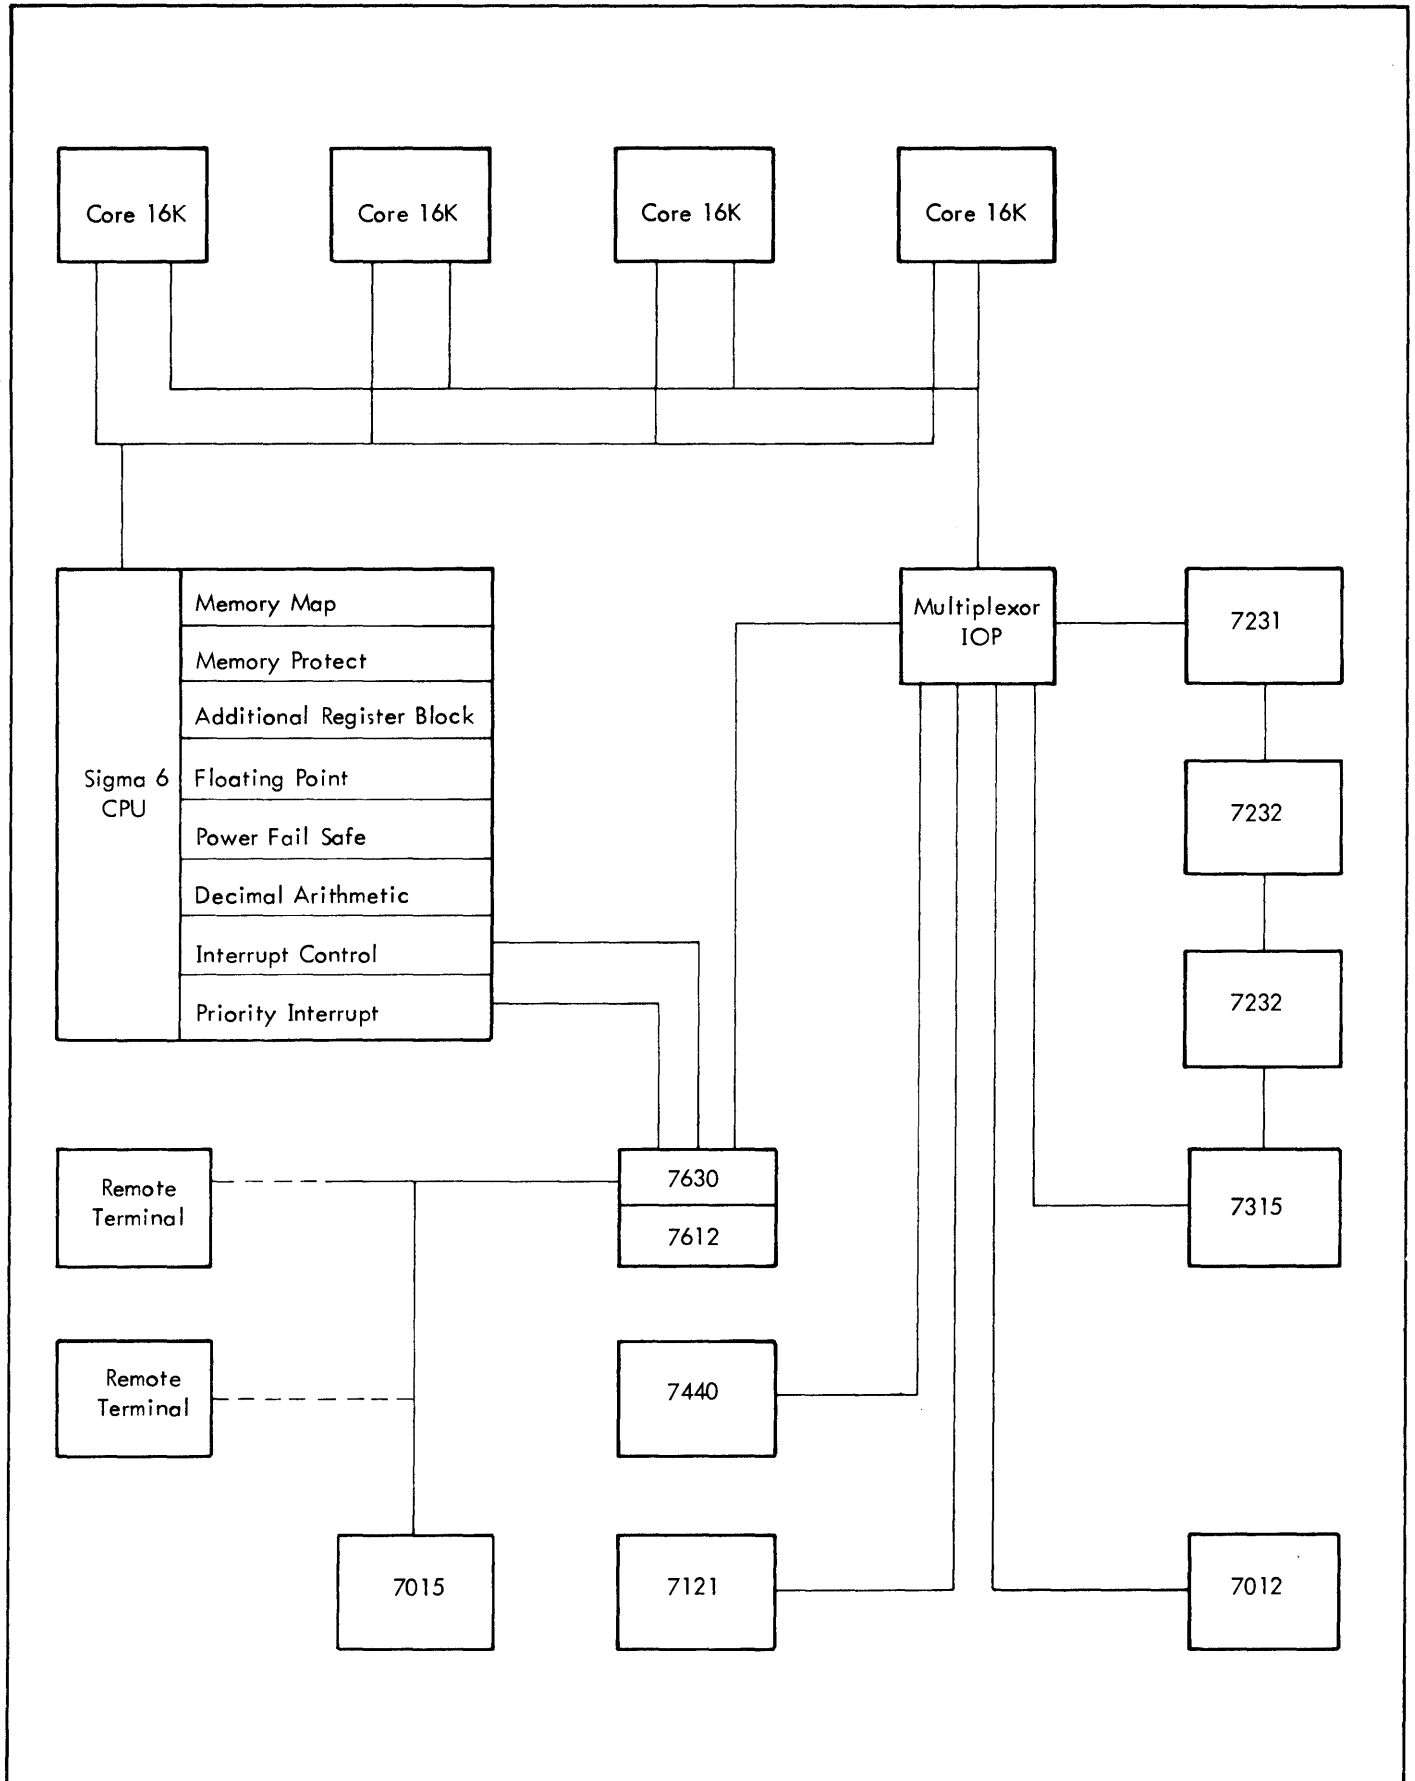 Core 16K
Core 16K
Core 16K
Core 16K
Memory Map
Memory Protect
Additional Register Block
Floating Point
Power Fail Safe
Decimal Arithmetic
Interrupt Control
Priority Interrupt
Sigma 6
CPU
Multiplexor
IOP
7231
7232
7232
7315
Remote
Terminal
7630
7612
Remote
Terminal
7440
7015
7121
7012